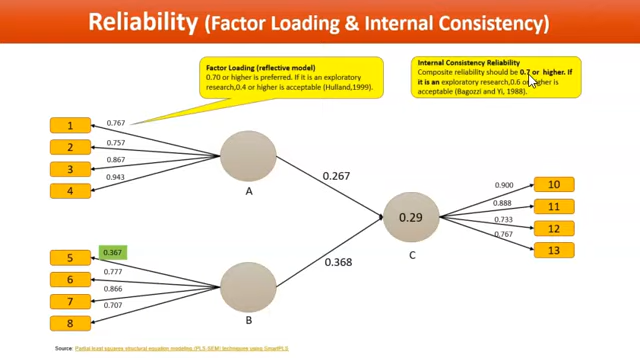 Reliability (Factor Loading & Internal Consistency)
Factor Loading (reflective model)
0.70 or higher is preferred. If it is an exploratory
research,0.4 or higher is acceptable (Hulland,1999).
Internal Consistency Reliability
Composite reliability should be 0.7 or higher. If
it is an exploratory research,0.6 or higher is
acceptable (Bagozzi and Yi, 1988).
1
0.767
2
0.757
3
0.867
4
0.943
A
0.267
5
0.367
6
0.777
7
0.866
8
0.707
B
0.368
0.29
C
0.900
10
0.888
11
0.733
12
0.767
13
Source: Partial least squares structural equation modeling (PLS-SEM) techniques using SmartPLS